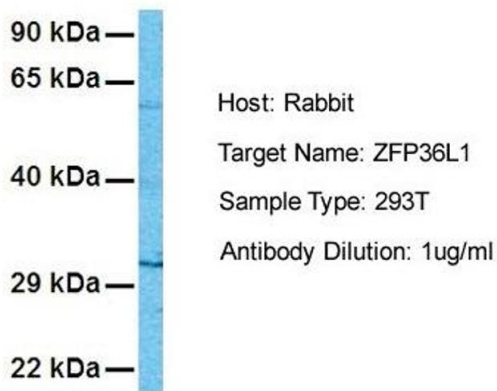 90 kDa
65 kDa
40 kDa
29 kDa
22 kDa
Host: Rabbit
Target Name: ZFP36L1
Sample Type: 293T
Antibody Dilution: 1ug/ml